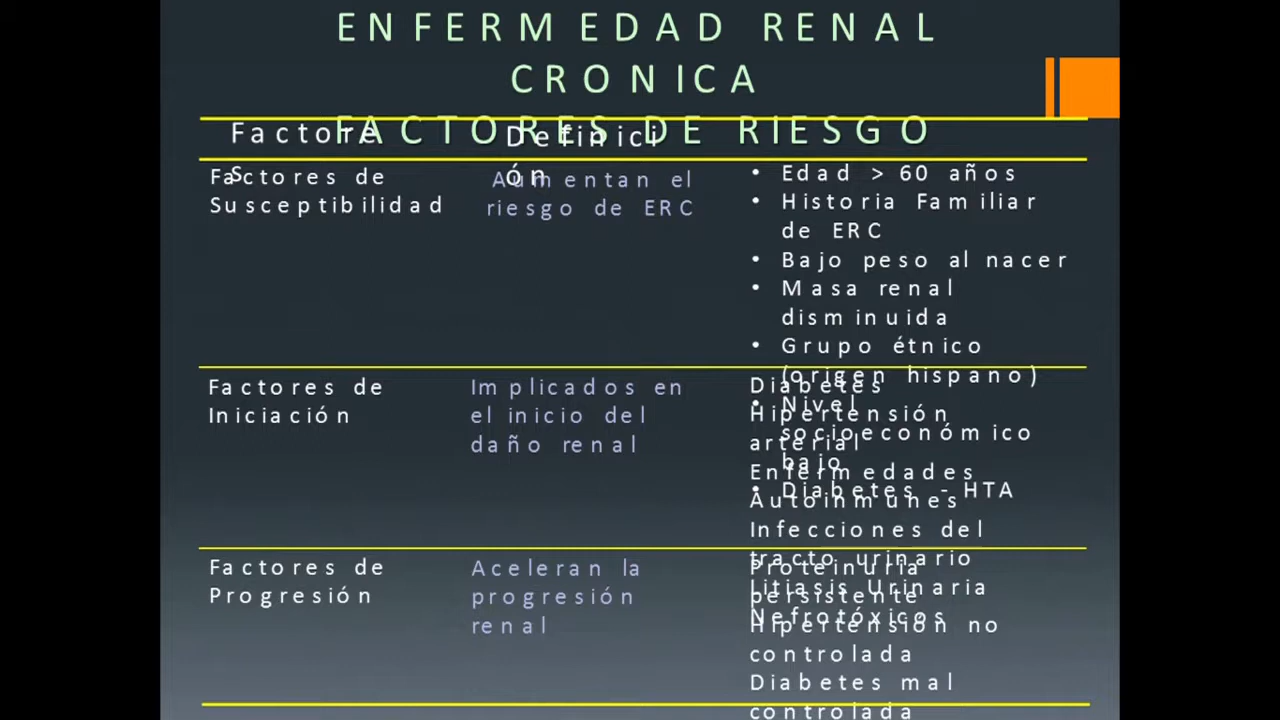 ENFERMEDAD RENAL
CRONICA
FACTORES DE RIESGO
Factore
s
Definici
ón
Factores de
Susceptibilidad
Aumentan el
riesgo de ERC
• Edad > 60 años
• Historia Familiar
de ERC
• Bajo peso al nacer
• Masa renal
disminuida
• Grupo étnico
(origen hispano)
• Nivel
socioeconómico
bajo
• Diabetes - HTA
Factores de
Iniciación
Implicados en
el inicio del
daño renal
Diabetes
Hipertensión
arterial
Enfermedades
Autoinmunes
Infecciones del
tracto urinario
Litiasis Urinaria
Nefrotóxicos
Factores de
Progresión
Aceleran la
progresión
renal
Proteinuria
persistente
Hipertensión no
controlada
Diabetes mal
controlada